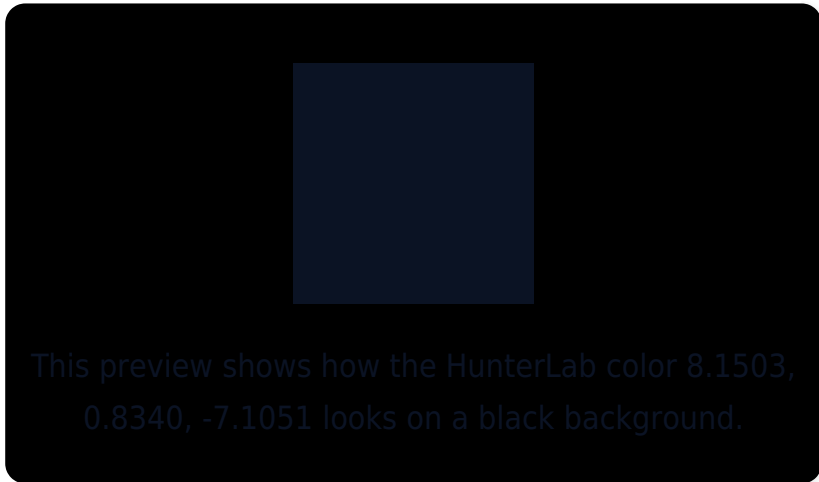 This preview shows how the HunterLab color 8.1503,
0.8340, -7.1051 looks on a black background.